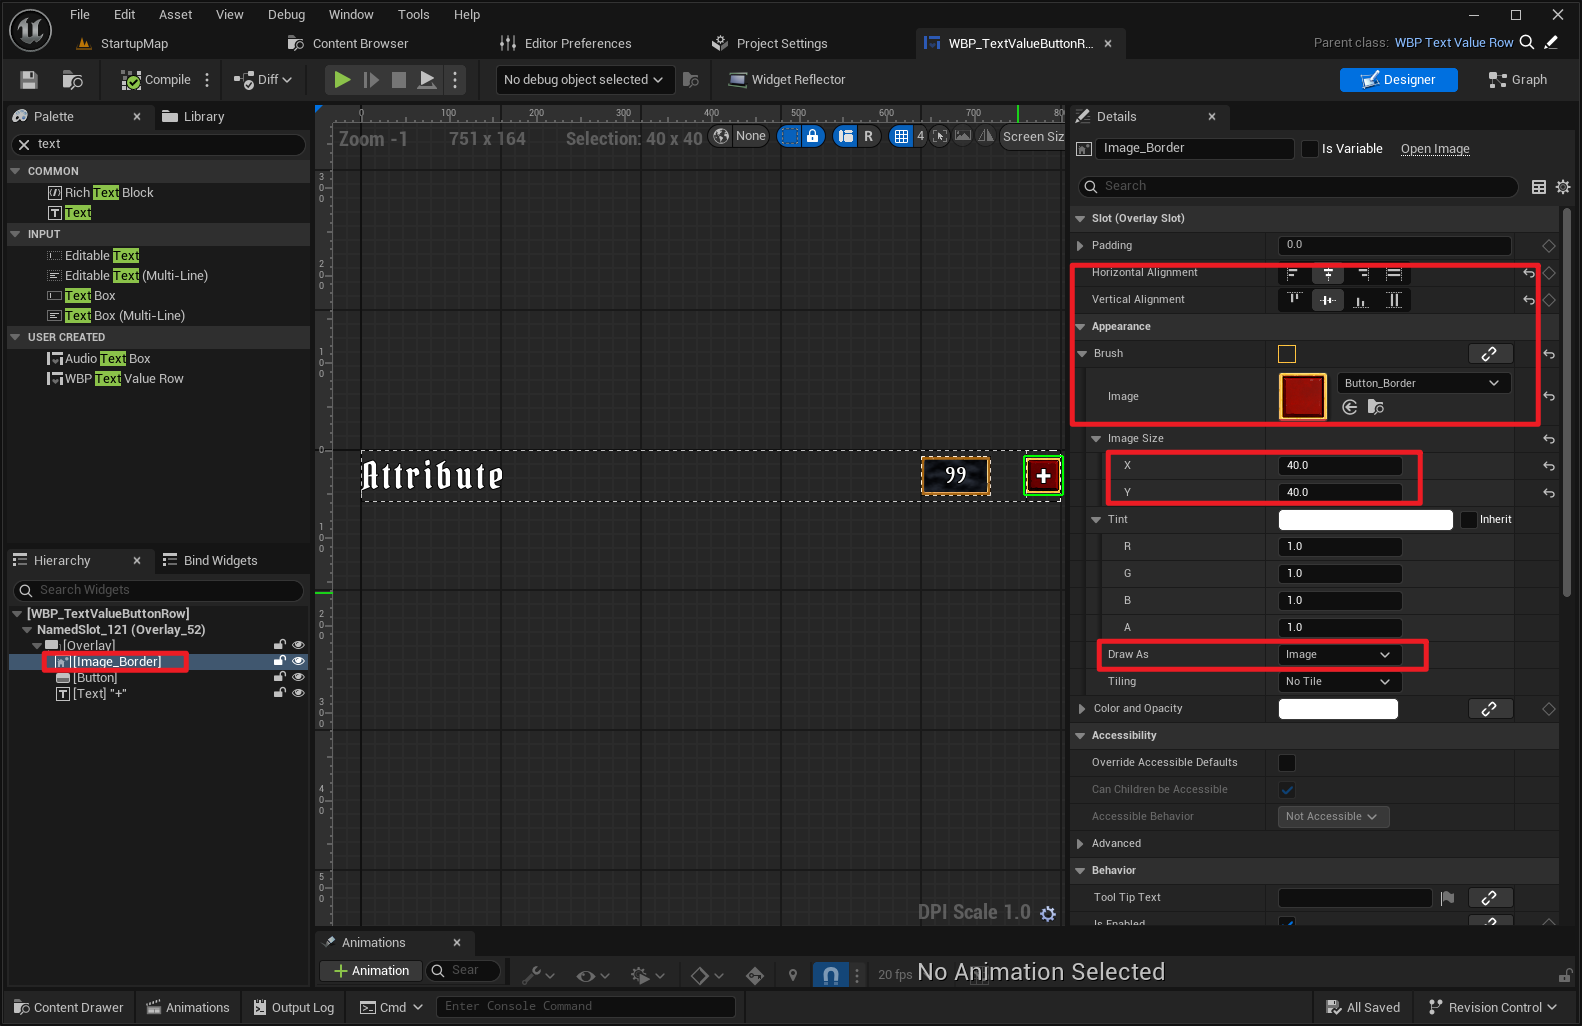 File Edit Asset View Debug Window Tools Help
StartupMap Content Browser Editor Preferences Project Settings WBP_TextValueButtonR... Parent class: WBP Text Value Row
Compile Diff No debug object selected Widget Reflector Designer Graph
Palette Library
text
COMMON
Rich Text Block
Text
INPUT
Editable Text
Editable Text (Multi-Line)
Text Box
Text Box (Multi-Line)
USER CREATED
Audio Text Box
WBP Text Value Row
Hierarchy Bind Widgets
Search Widgets
[WBP_TextValueButtonRow]
NamedSlot_121 (Overlay_52)
[Overlay]
[Image_Border]
[Button]
[Text] "+"
0 100 200 300 400 500 600 700 80
Zoom -1 751 x 164 Selection: 40 x 40 None R 4 Screen Siz
300
200
100
0
100
200
300
400
500
Attribute 99 +
DPI Scale 1.0
Details
Image_Border Is Variable Open Image
Search
Slot (Overlay Slot)
Padding 0.0
Horizontal Alignment
Vertical Alignment
Appearance
Brush
Image Button_Border
Image Size
X 40.0
Y 40.0
Tint Inherit
R 1.0
G 1.0
B 1.0
A 1.0
Draw As Image
Tiling No Tile
Color and Opacity
Accessibility
Override Accessible Defaults
Can Children be Accessible
Accessible Behavior Not Accessible
Advanced
Behavior
Tool Tip Text
Is Enabled
Animations
+ Animation Sear 20 fps No Animation Selected
Content Drawer Animations Output Log Cmd Enter Console Command All Saved Revision Control